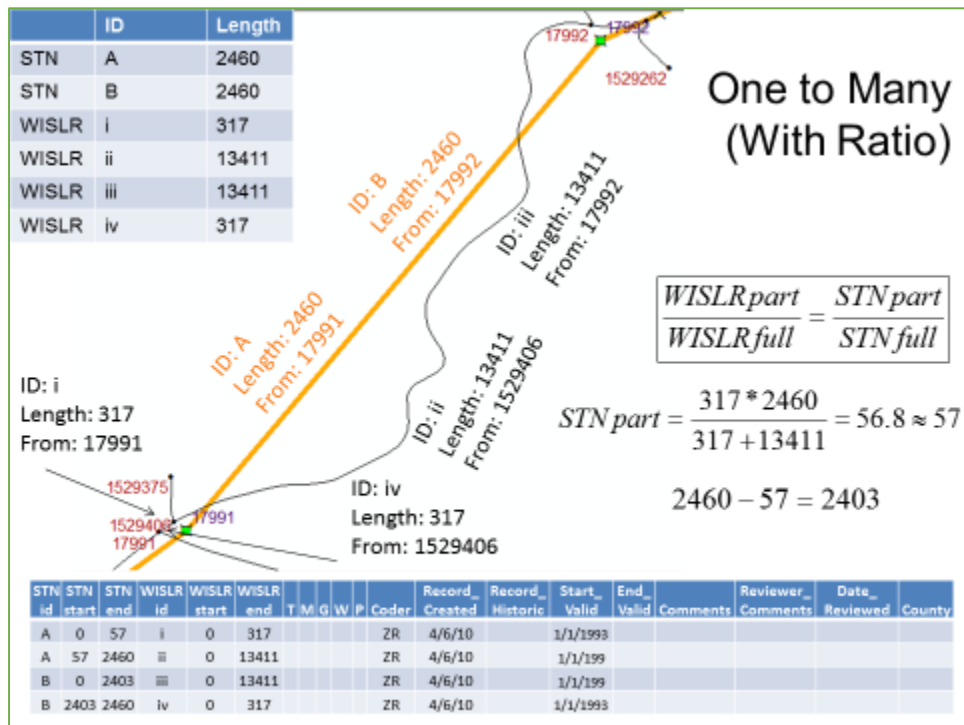 ID Length
STN A 2460
STN B 2460
WISLR i 317
WISLR ii 13411
WISLR iii 13411
WISLR iv 317
17992 17992
1529262
One to Many
(With Ratio)
ID: B
Length: 2460
From: 17992
ID: iii
Length: 13411
From: 17992
ID: A
Length: 2460
From: 17991
ID: ii
Length: 13411
From: 1529406
WISLR part / WISLR full = STN part / STN full
STN part = 317 * 2460 / 317 + 13411 = 56.8 ≈ 57
2460 − 57 = 2403
ID: i
Length: 317
From: 17991
1529375
1529406
17991
17991
ID: iv
Length: 317
From: 1529406
STN STN STN WISLR WISLR WISLR Record_ Record_ Start_ End_ Reviewer_ Date_
id start end id start end T M G W P Coder Created Historic Valid Valid Comments Comments Reviewed County
A 0 57 i 0 317 ZR 4/6/10 1/1/1993
A 57 2460 ii 0 13411 ZR 4/6/10 1/1/199
B 0 2403 iii 0 13411 ZR 4/6/10 1/1/199
B 2403 2460 iv 0 317 ZR 4/6/10 1/1/1993